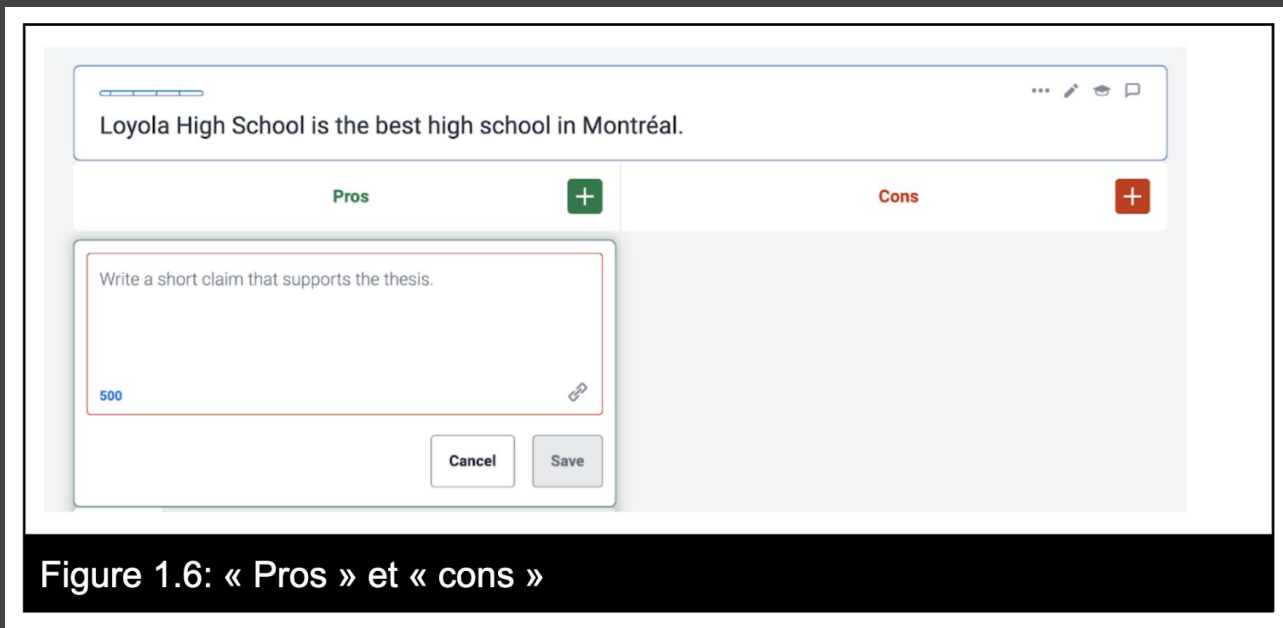 Loyola High School is the best high school in Montréal.
Pros
Cons
Write a short claim that supports the thesis.
500
Cancel
Save
Figure 1.6: « Pros » et « cons »